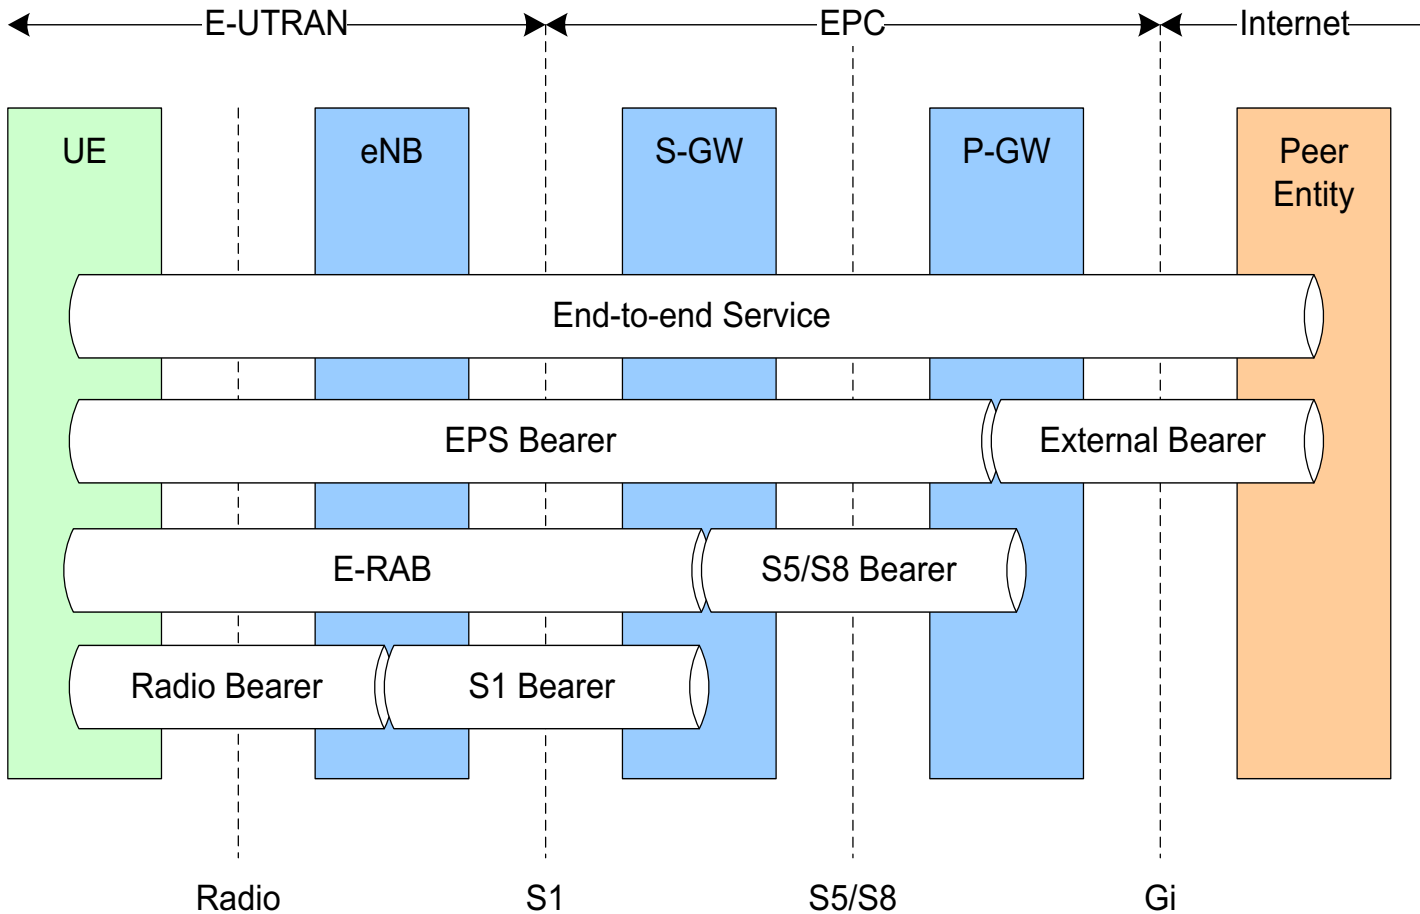 E-UTRAN
EPC
Internet
UE
eNB
S-GW
P-GW
Peer
Entity
End-to-end Service
EPS Bearer
External Bearer
E-RAB
S5/S8 Bearer
Radio Bearer
S1 Bearer
Radio
S1
S5/S8
Gi